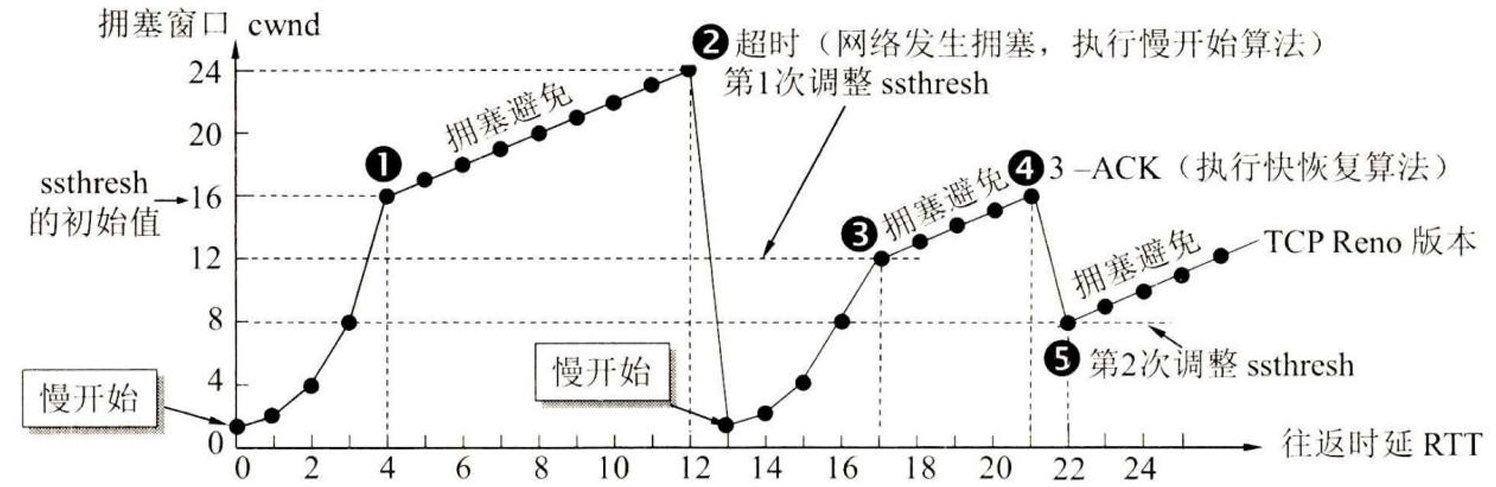 拥塞窗口 cwnd
❷超时（网络发生拥塞，执行慢开始算法）
第1次调整 ssthresh
24
拥塞避免
20
❶
ssthresh
的初始值
16
拥塞避免
❹3 –ACK（执行快恢复算法）
❸
12
拥塞避免
TCP Reno 版本
8
❺第2次调整 ssthresh
慢开始
4
慢开始
0
0 2 4 6 8 10 12 14 16 18 20 22 24
往返时延 RTT